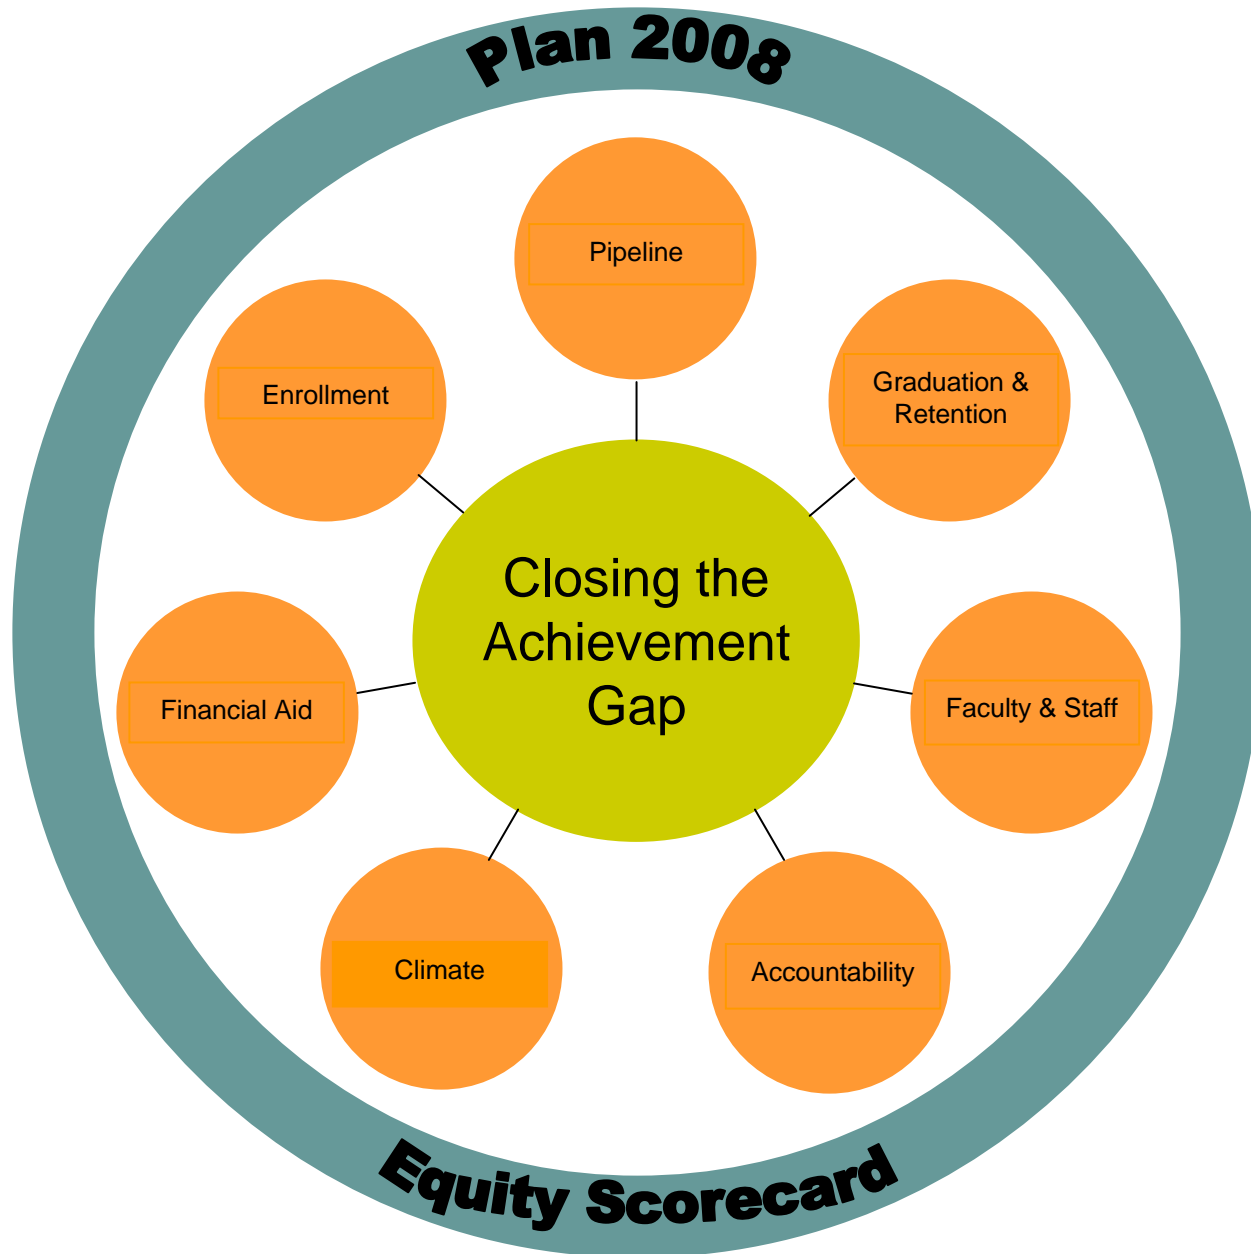 Plan 2008
Pipeline
Enrollment
Graduation &
Retention
Closing the
Achievement
Gap
Financial Aid
Faculty & Staff
Climate
Accountability
Equity Scorecard